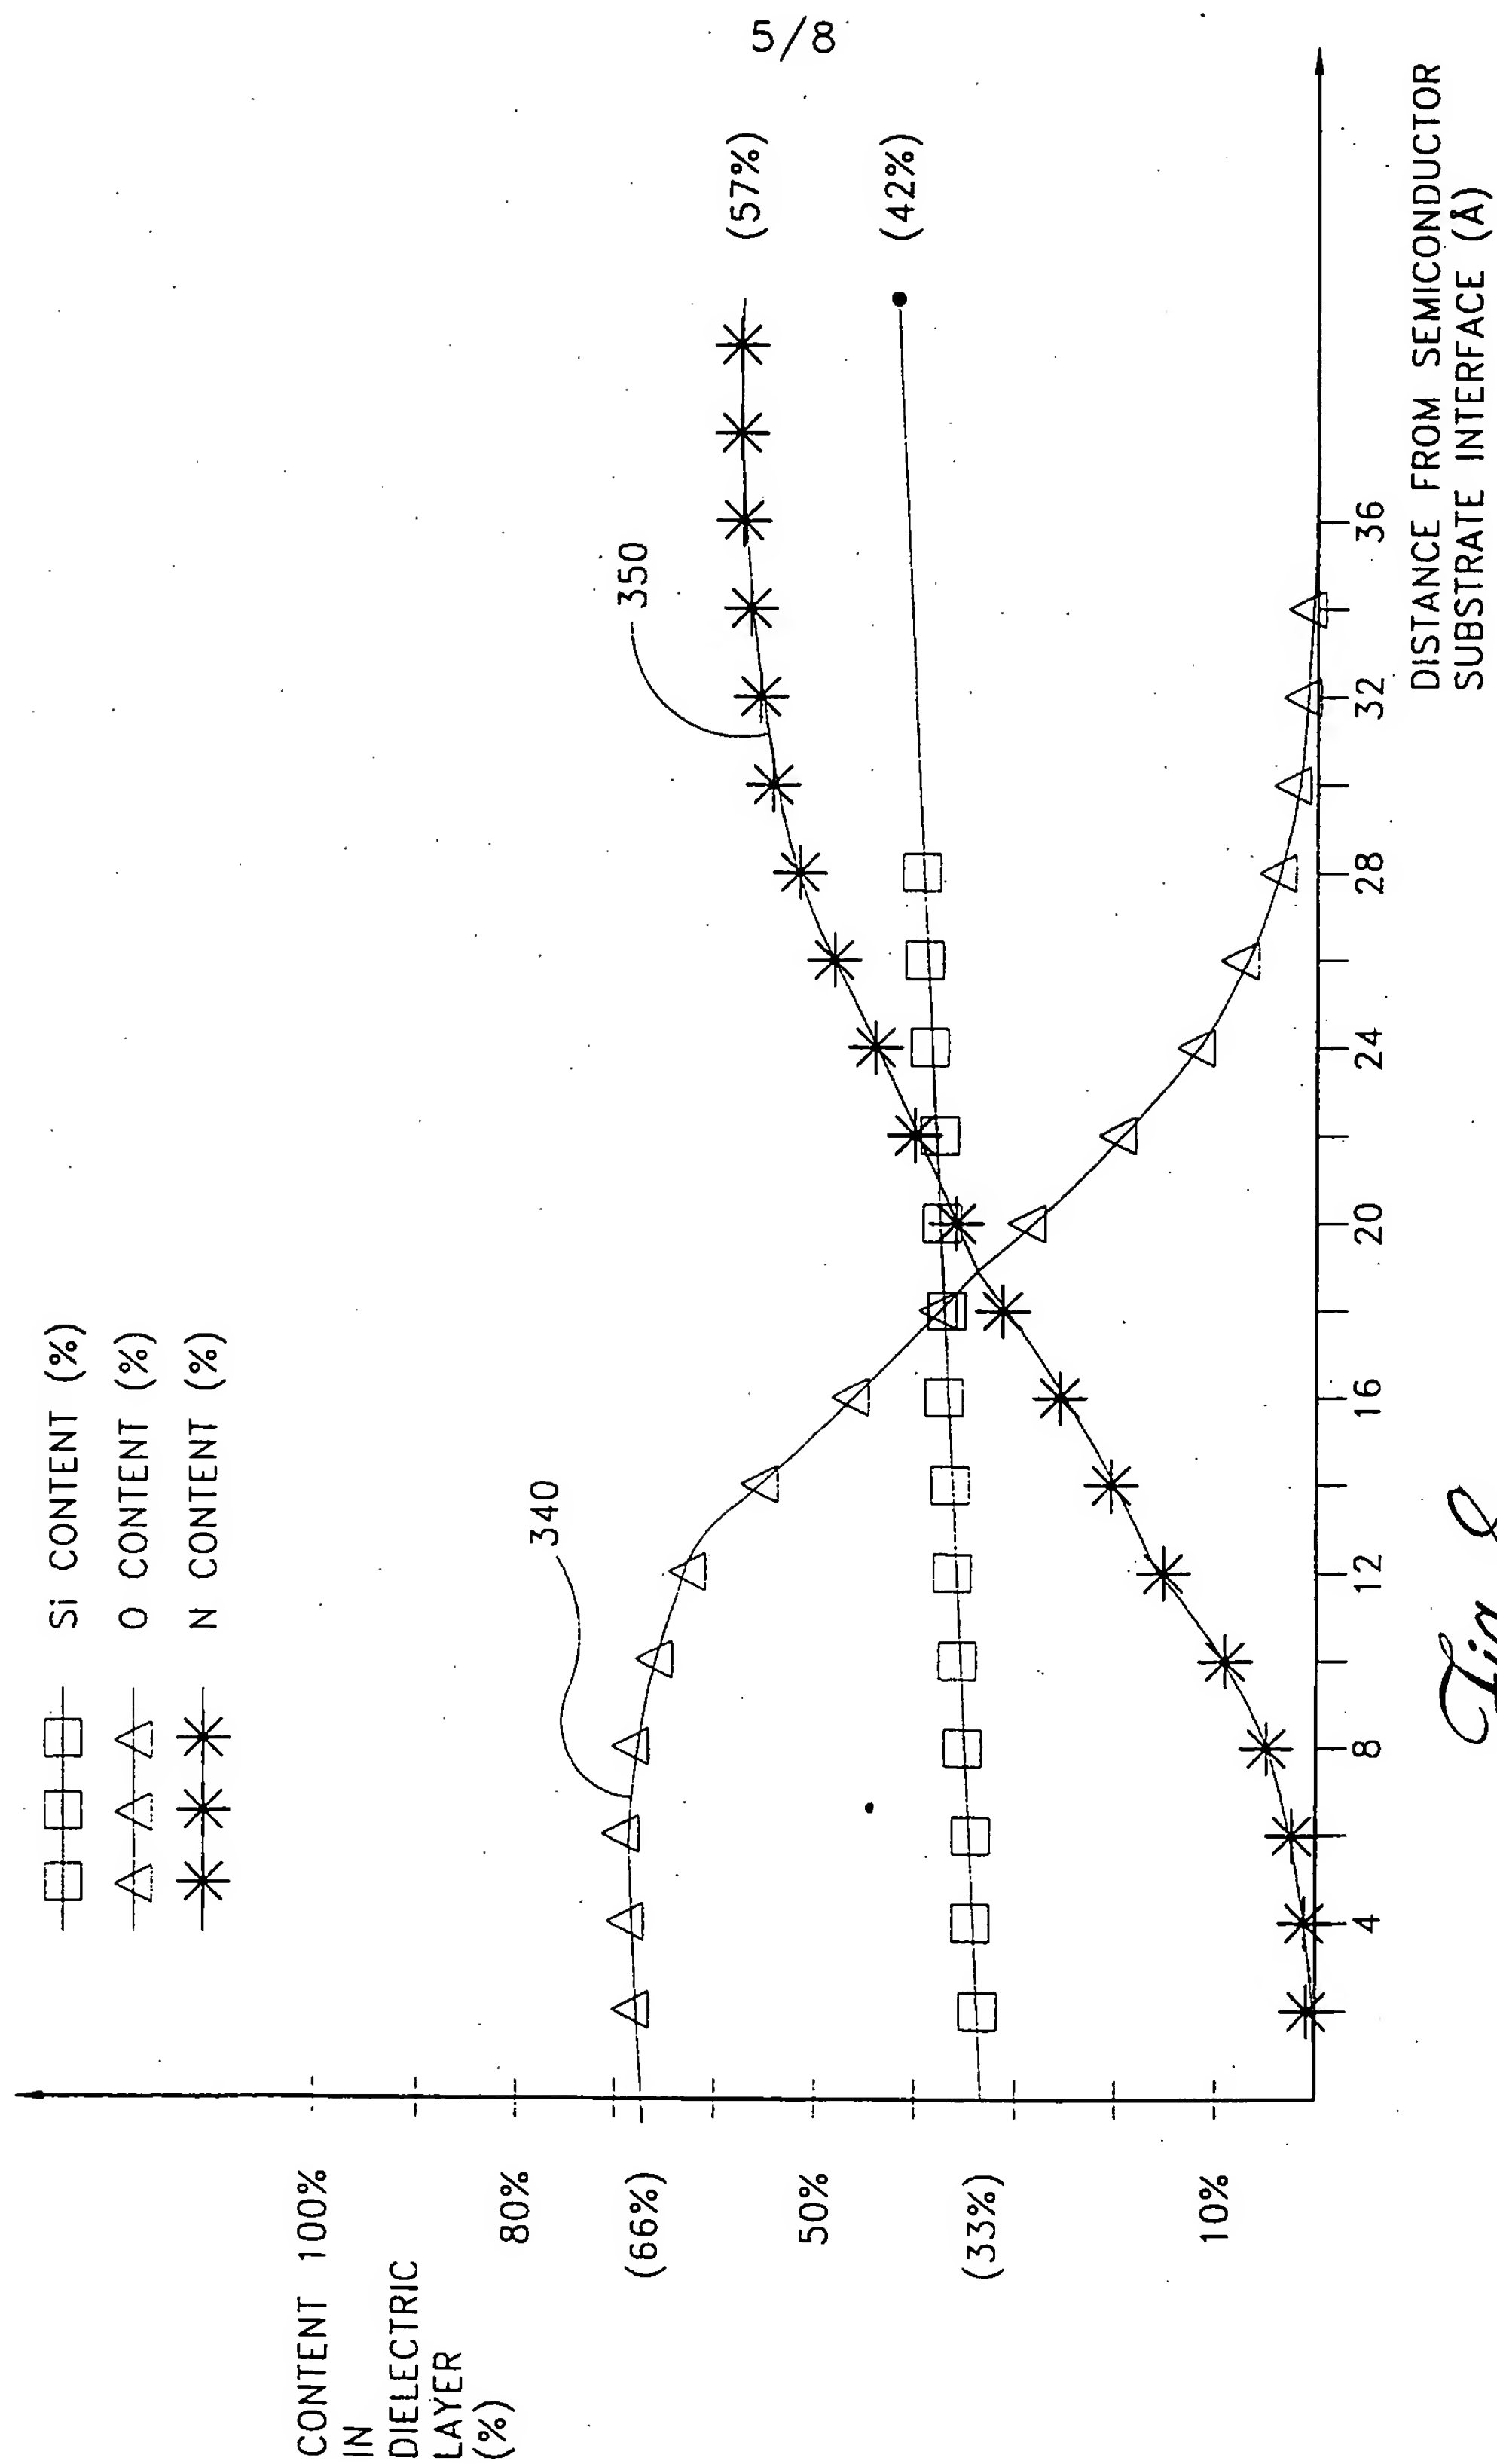 5/8
Si CONTENT (%)
O CONTENT (%)
N CONTENT (%)
CONTENT 100%
IN
DIELECTRIC
LAYER
(%)
80%
(66%)
50%
(33%)
10%
340
350
(57%)
(42%)
4
8
12
16
20
24
28
32
36
DISTANCE FROM SEMICONDUCTOR
SUBSTRATE INTERFACE (Å)
Fig.